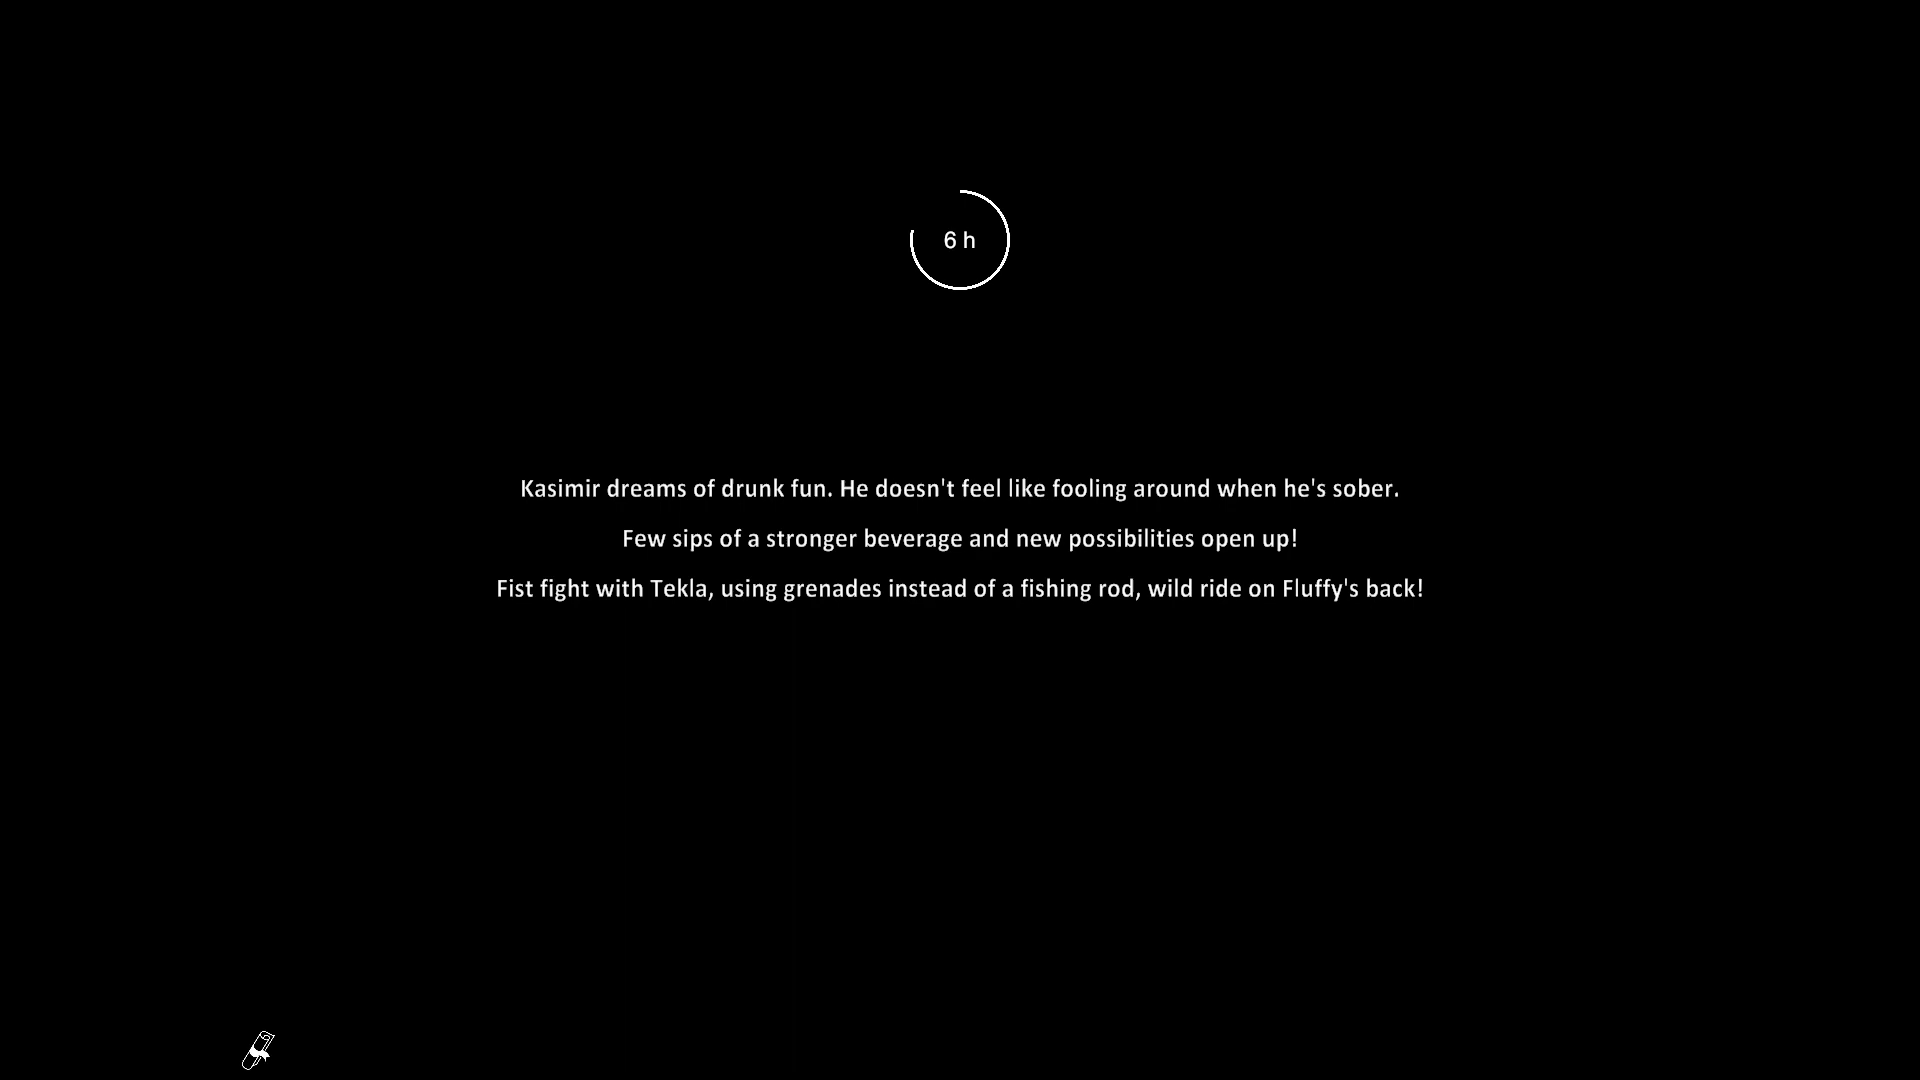 6 h
Kasimir dreams of drunk fun. He doesn't feel like fooling around when he's sober.
Few sips of a stronger beverage and new possibilities open up!
Fist fight with Tekla, using grenades instead of a fishing rod, wild ride on Fluffy's back!